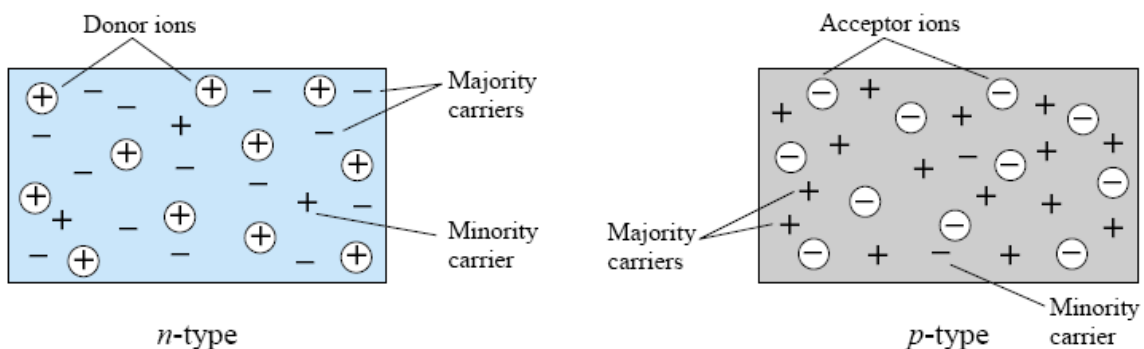 Donor ions
Majority
carriers
Minority
carrier
n-type
Acceptor ions
Majority
carriers
Minority
carrier
p-type